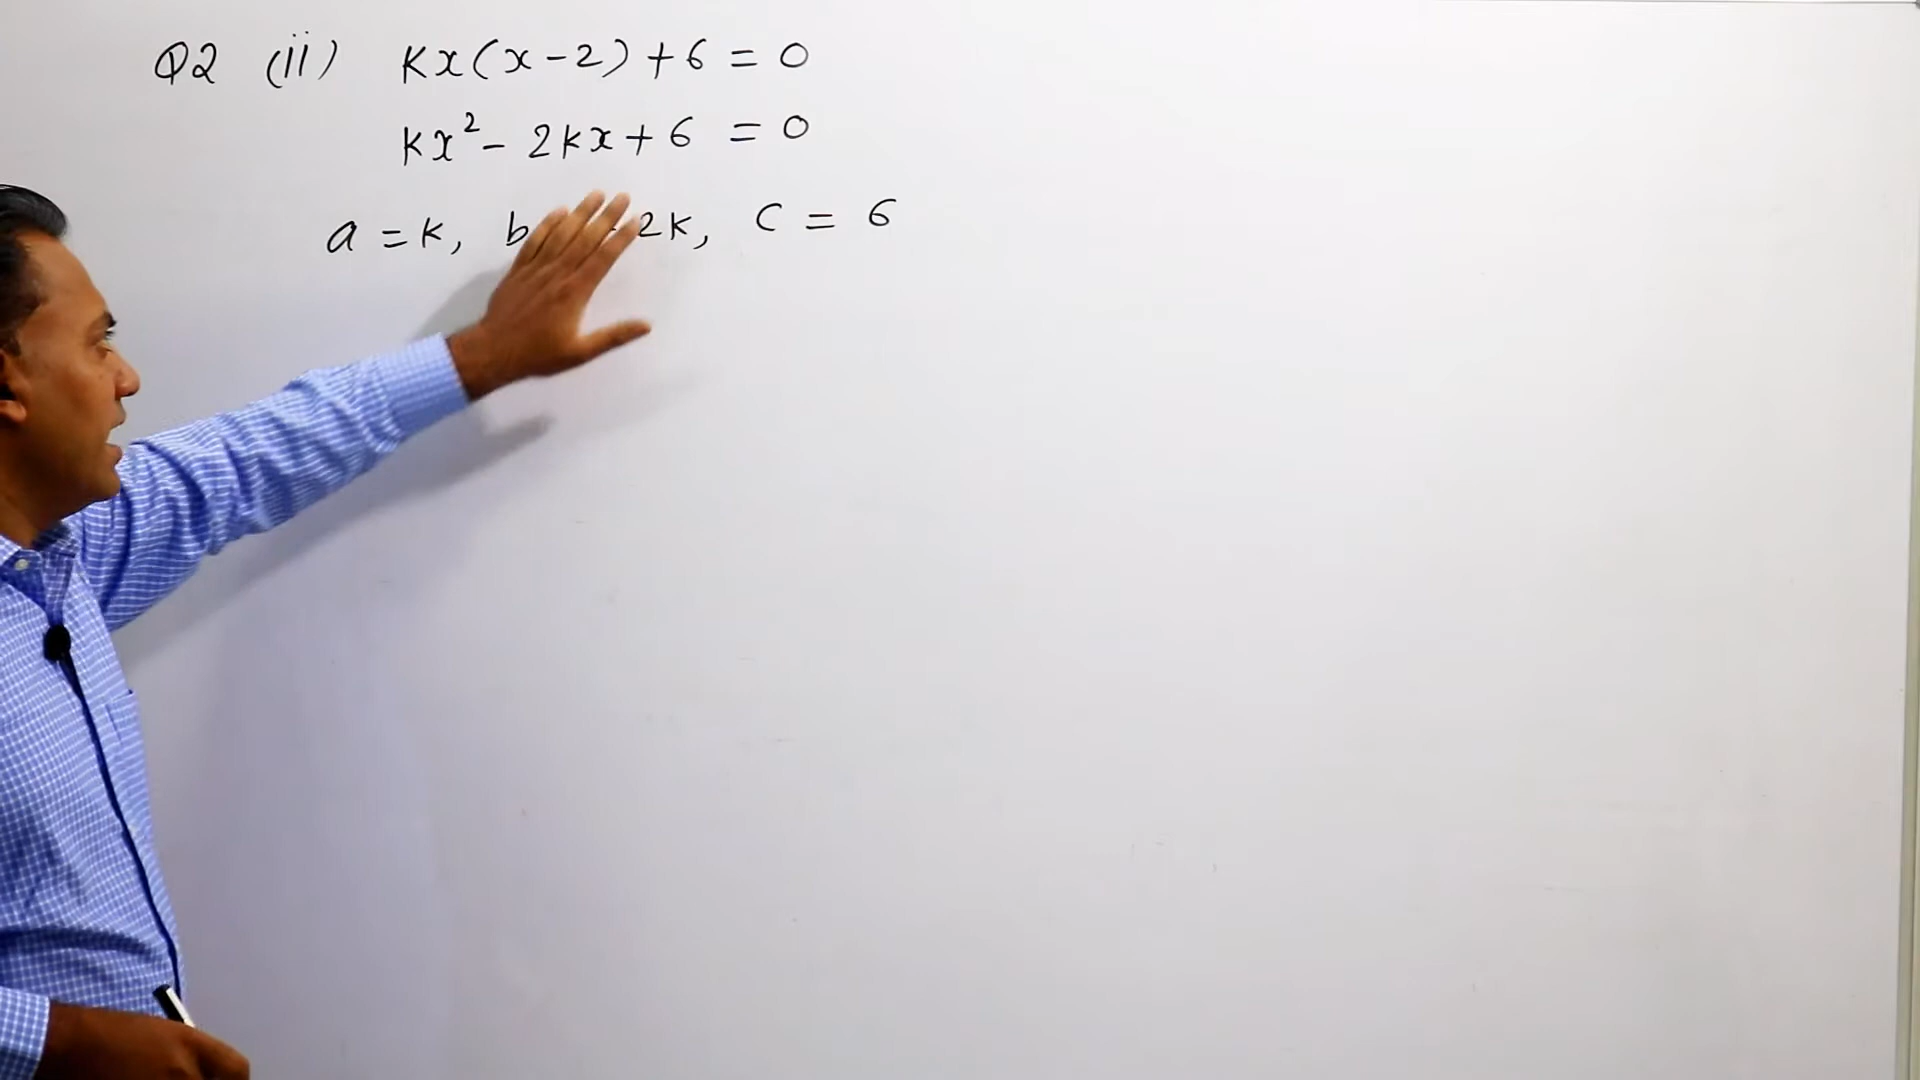 Q2 (ii) kx(x-2)+6 = 0
kx² - 2kx + 6 = 0
a = k, b - 2k, c = 6